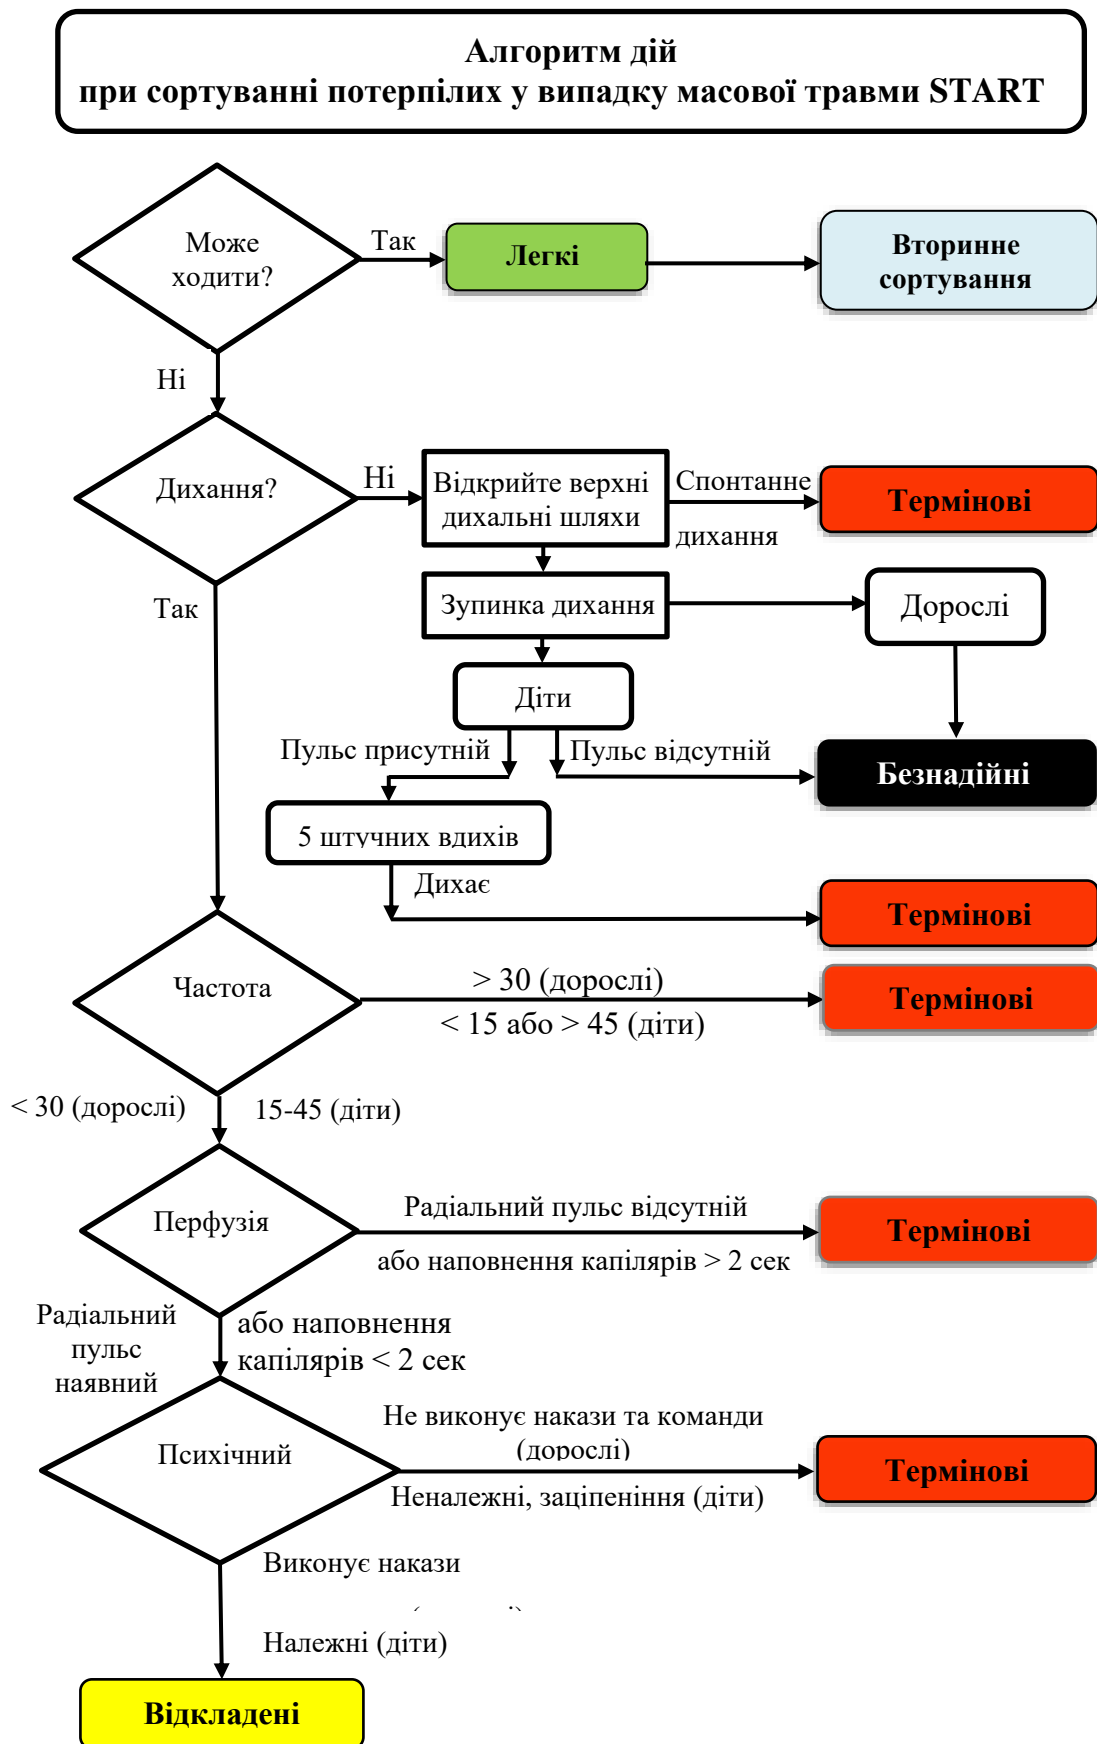 Алгоритм дій
при сортуванні потерпілих у випадку масової травми START
Може
ходити?
Так
Легкі
Вторинне
сортування
Ні
Дихання?
Ні
Відкрийте верхні
дихальні шляхи
Спонтанне
дихання
Термінові
Так
Зупинка дихання
Дорослі
Діти
Пульс присутній
Пульс відсутній
Безнадійні
5 штучних вдихів
Дихає
Термінові
Частота
> 30 (дорослі)
< 15 або > 45 (діти)
Термінові
< 30 (дорослі)
15-45 (діти)
Перфузія
Радіальний пульс відсутній
або наповнення капілярів > 2 сек
Термінові
Радіальний
пульс
наявний
або наповнення
капілярів < 2 сек
Психічний
Не виконує накази та команди
(дорослі)
Неналежні, заціпеніння (діти)
Термінові
Виконує накази
Належні (діти)
Відкладені